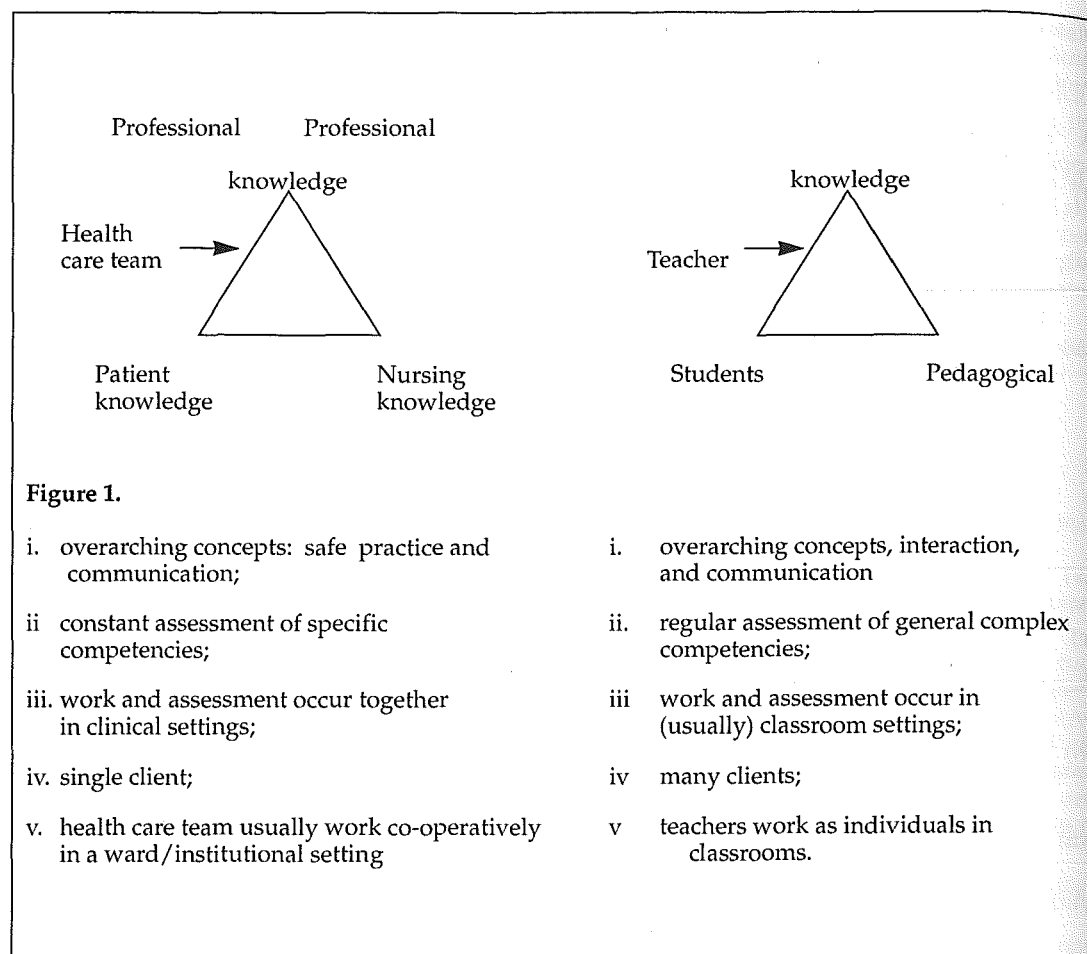 Professional Professional
knowledge
Health
care team
Patient
knowledge
Nursing
knowledge
knowledge
Teacher
Students
Pedagogical
Figure 1.
i. overarching concepts: safe practice and
communication;
ii constant assessment of specific
competencies;
iii. work and assessment occur together
in clinical settings;
iv. single client;
v. health care team usually work co-operatively
in a ward/institutional setting
i. overarching concepts, interaction,
and communication
ii. regular assessment of general complex
competencies;
iii work and assessment occur in
(usually) classroom settings;
iv many clients;
v teachers work as individuals in
classrooms.